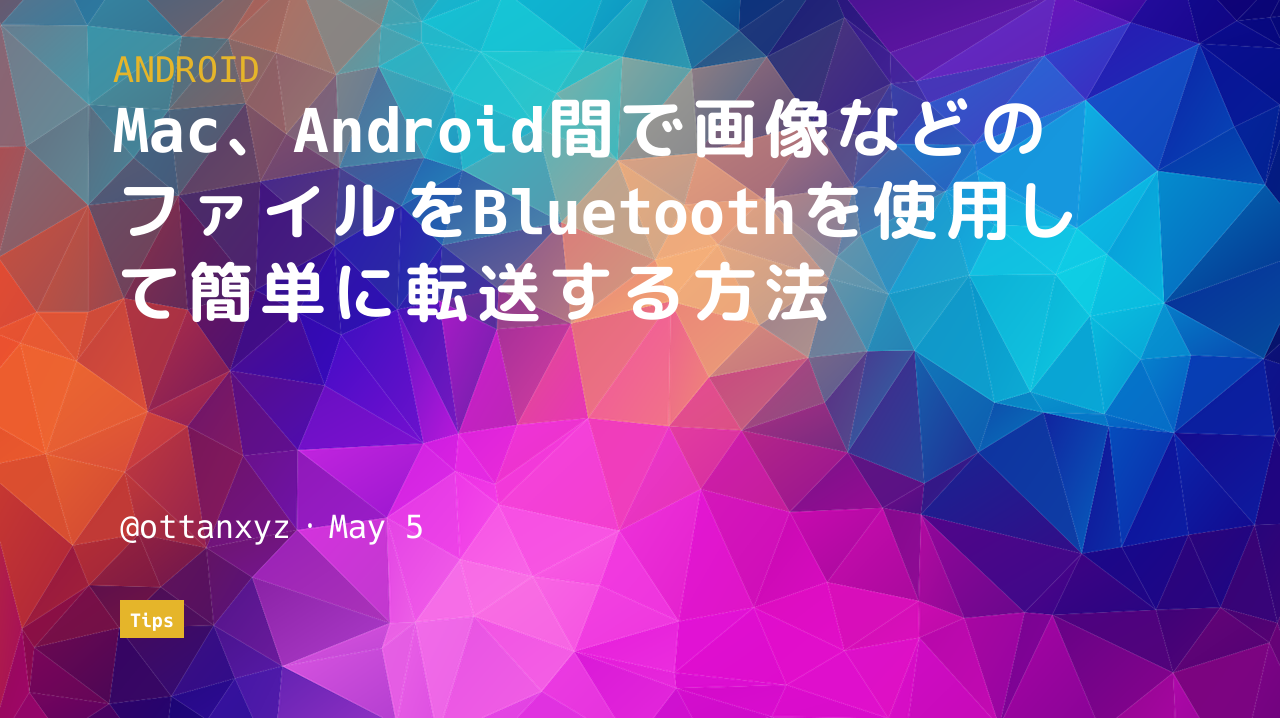 ANDROID
Mac、Android間で画像などの
ファイルをBluetoothを使用し
て簡単に転送する方法
@ottanxyz・May 5
Tips